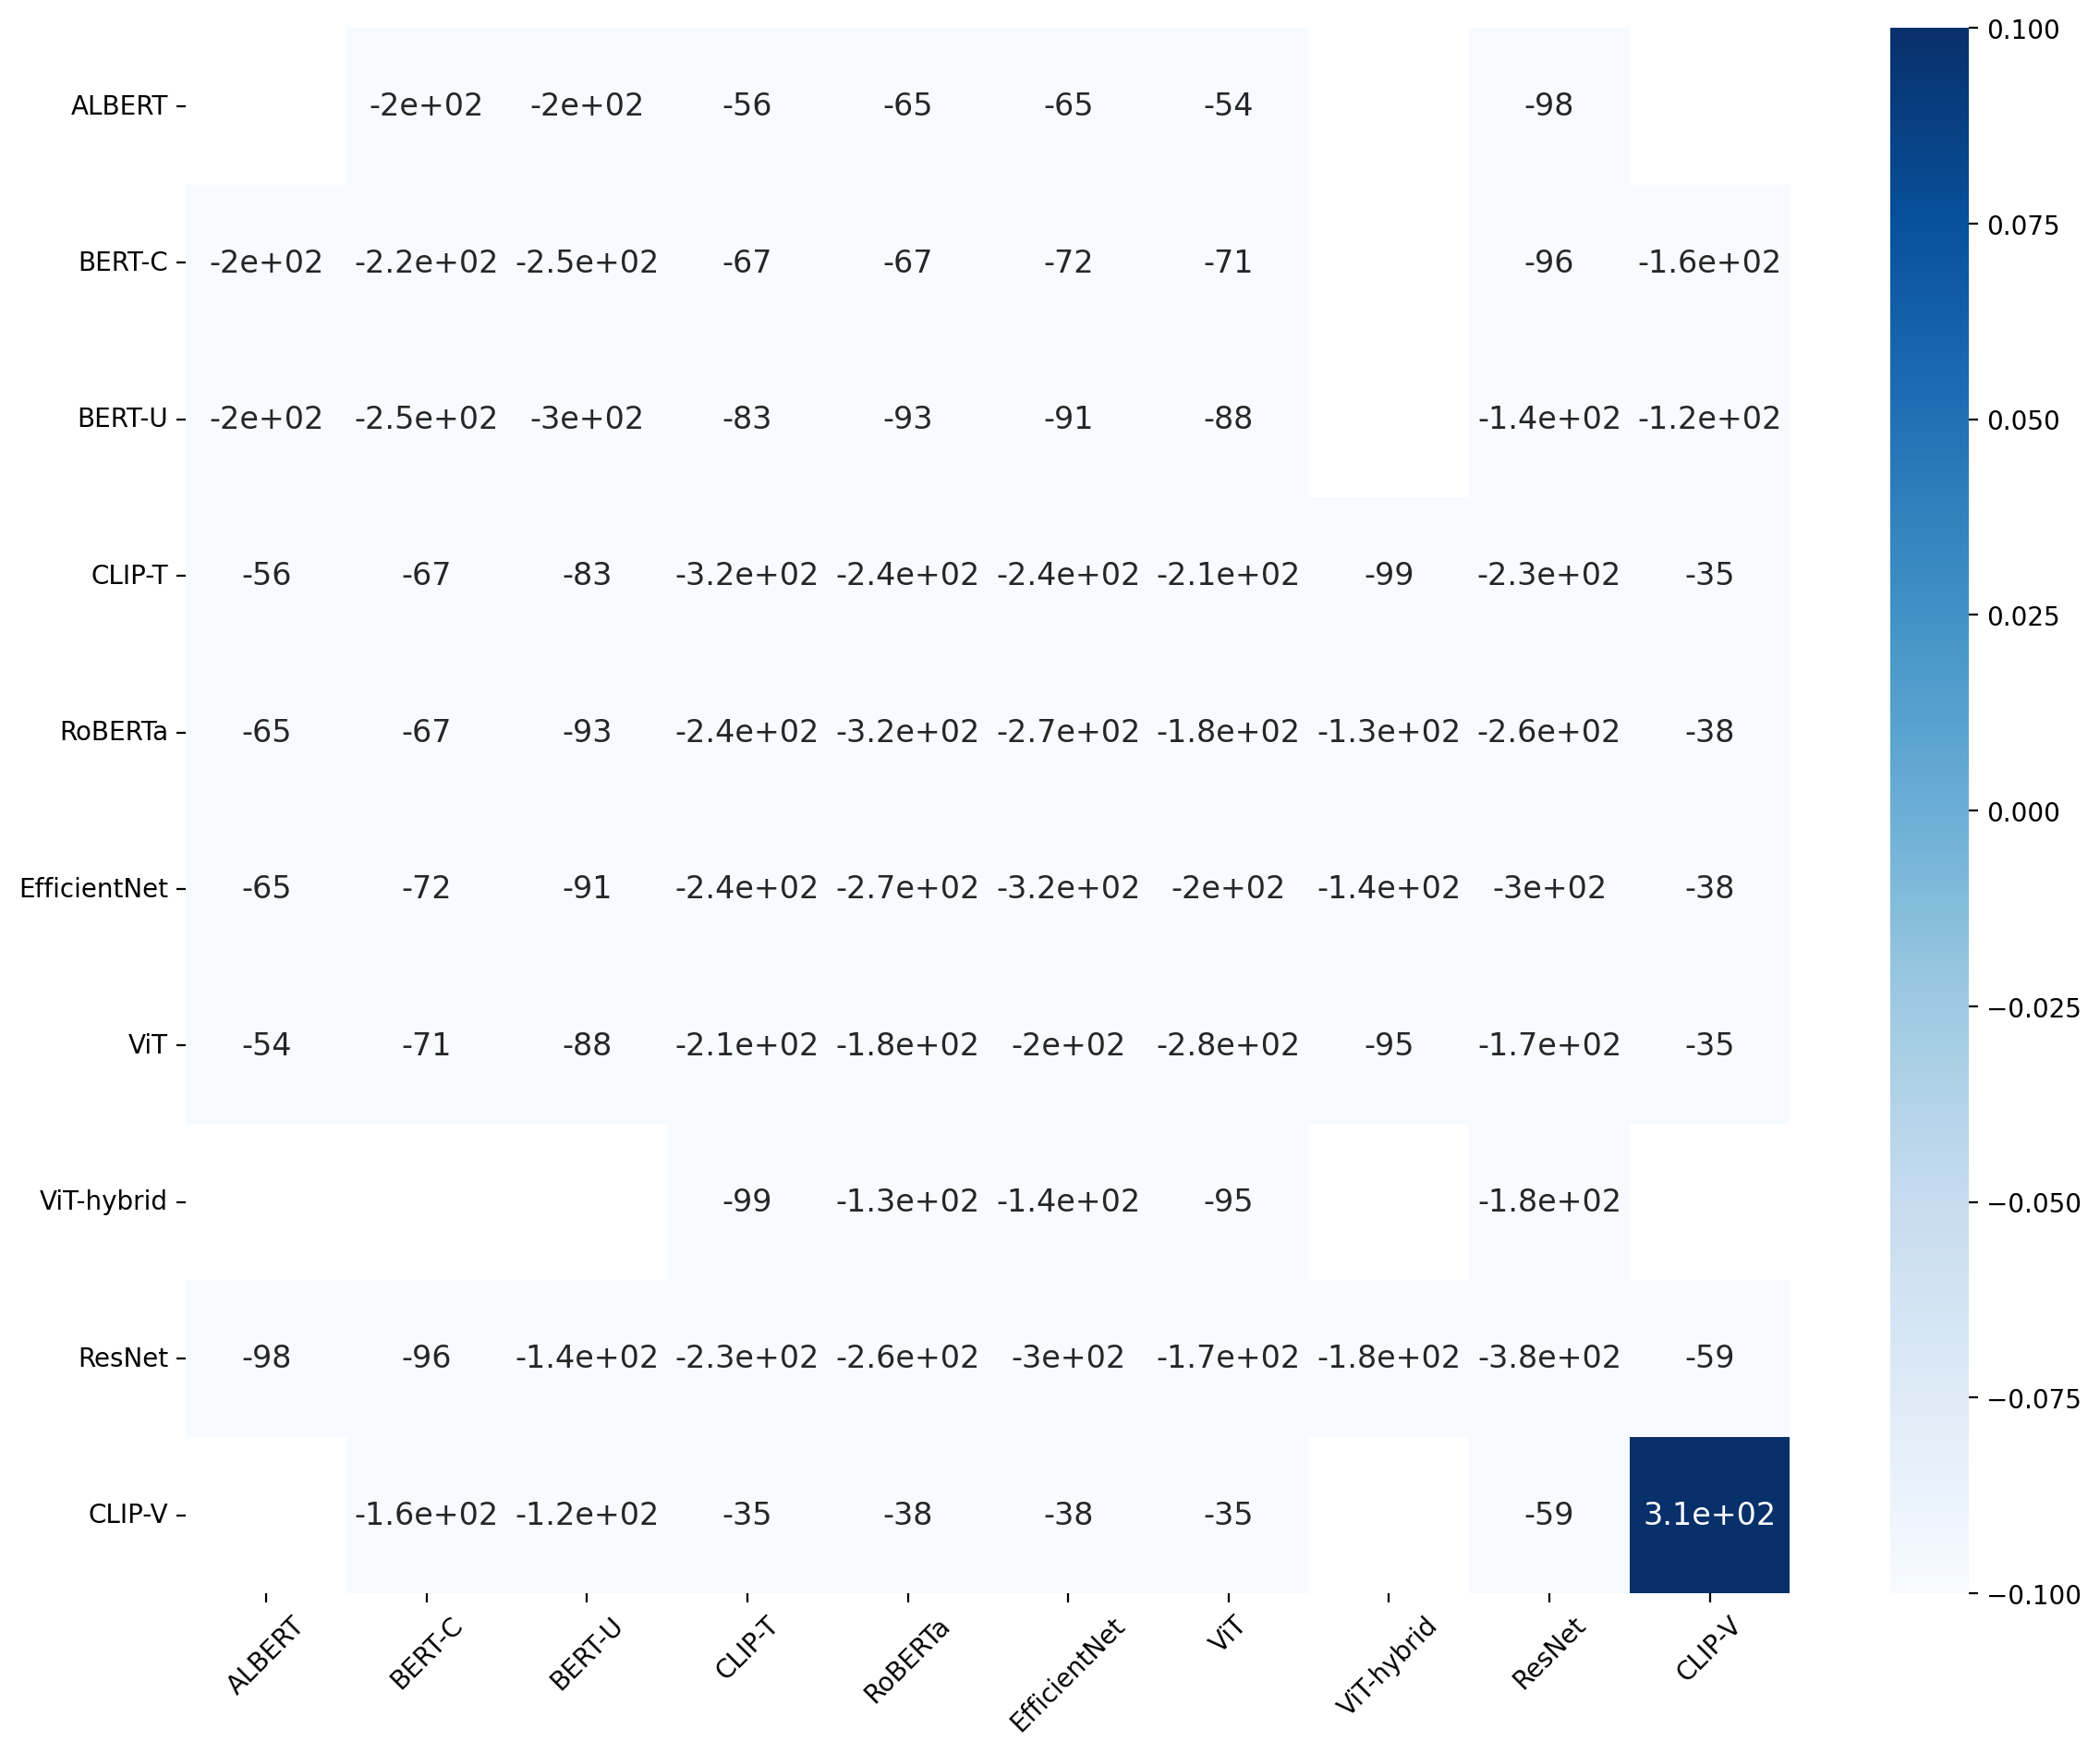 ALBERT -2e+02 -2e+02 -56 -65 -65 -54 -98
BERT-C -2e+02 -2.2e+02 -2.5e+02 -67 -67 -72 -71 -96 -1.6e+02
BERT-U -2e+02 -2.5e+02 -3e+02 -83 -93 -91 -88 -1.4e+02 -1.2e+02
CLIP-T -56 -67 -83 -3.2e+02 -2.4e+02 -2.4e+02 -2.1e+02 -99 -2.3e+02 -35
RoBERTa -65 -67 -93 -2.4e+02 -3.2e+02 -2.7e+02 -1.8e+02 -1.3e+02 -2.6e+02 -38
EfficientNet -65 -72 -91 -2.4e+02 -2.7e+02 -3.2e+02 -2e+02 -1.4e+02 -3e+02 -38
ViT -54 -71 -88 -2.1e+02 -1.8e+02 -2e+02 -2.8e+02 -95 -1.7e+02 -35
ViT-hybrid -99 -1.3e+02 -1.4e+02 -95 -1.8e+02
ResNet -98 -96 -1.4e+02 -2.3e+02 -2.6e+02 -3e+02 -1.7e+02 -1.8e+02 -3.8e+02 -59
CLIP-V -1.6e+02 -1.2e+02 -35 -38 -38 -35 -59 3.1e+02
ALBERT BERT-C BERT-U CLIP-T RoBERTa EfficientNet ViT ViT-hybrid ResNet CLIP-V
0.100
0.075
0.050
0.025
0.000
−0.025
−0.050
−0.075
−0.100